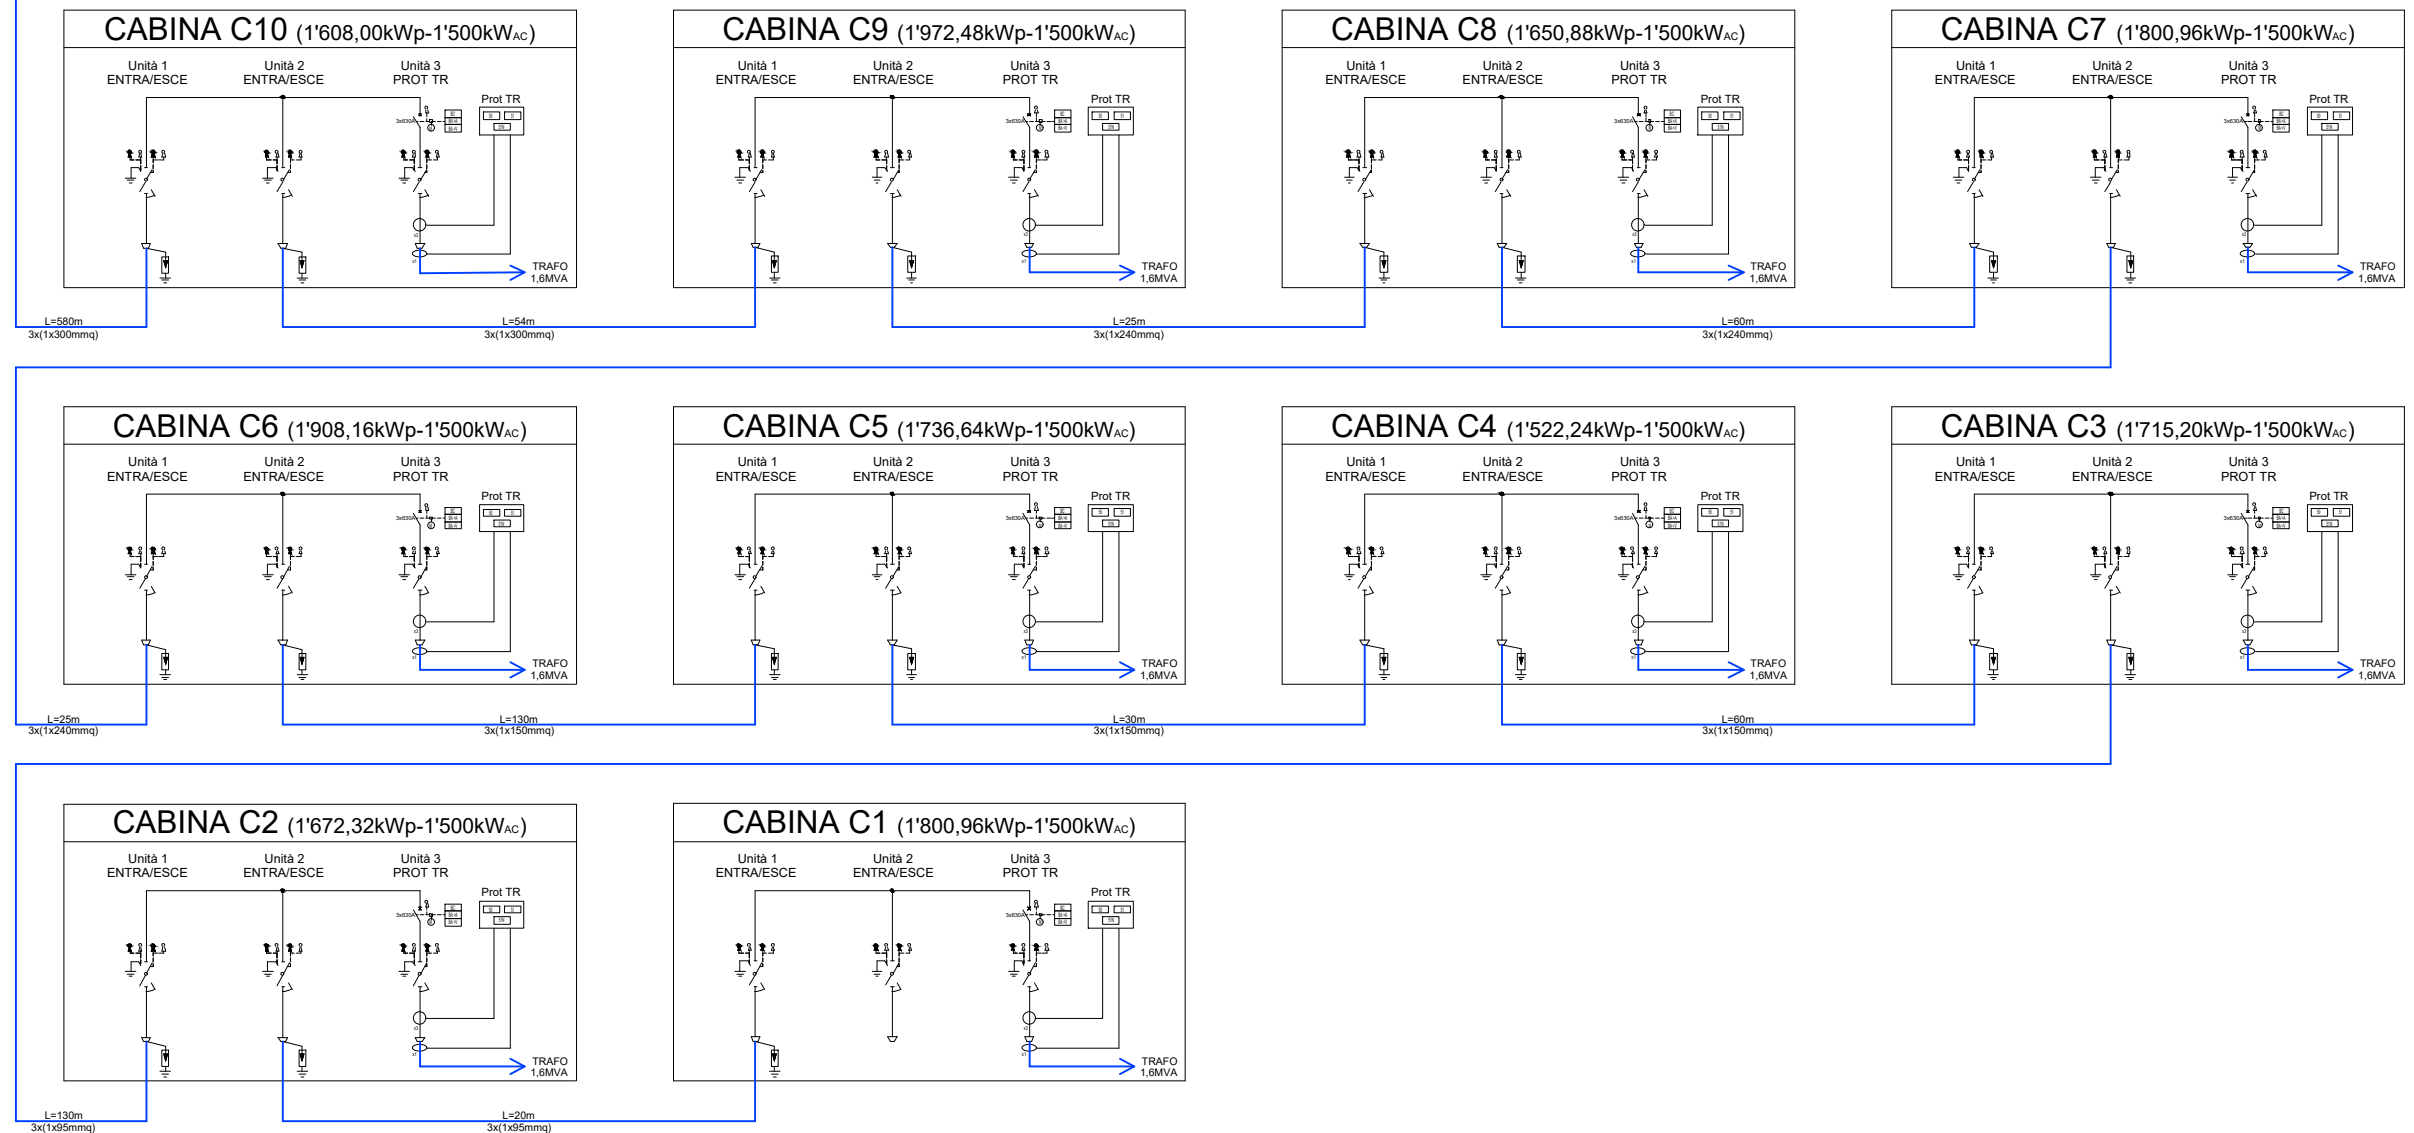 CABINA C10 (1'608,00kWp-1'500kWAC)
Unità 1
ENTRA/ESCE
Unità 2
ENTRA/ESCE
Unità 3
PROT TR
Prot TR
3x630A
TRAFO
1,6MVA
L=580m
3x(1x300mmq)
CABINA C9 (1'972,48kWp-1'500kWAC)
Unità 1
ENTRA/ESCE
Unità 2
ENTRA/ESCE
Unità 3
PROT TR
Prot TR
3x630A
TRAFO
1,6MVA
L=54m
3x(1x300mmq)
CABINA C8 (1'650,88kWp-1'500kWAC)
Unità 1
ENTRA/ESCE
Unità 2
ENTRA/ESCE
Unità 3
PROT TR
Prot TR
3x630A
TRAFO
1,6MVA
L=25m
3x(1x240mmq)
CABINA C7 (1'800,96kWp-1'500kWAC)
Unità 1
ENTRA/ESCE
Unità 2
ENTRA/ESCE
Unità 3
PROT TR
Prot TR
3x630A
TRAFO
1,6MVA
L=60m
3x(1x240mmq)
CABINA C6 (1'908,16kWp-1'500kWAC)
Unità 1
ENTRA/ESCE
Unità 2
ENTRA/ESCE
Unità 3
PROT TR
Prot TR
3x630A
TRAFO
1,6MVA
L=25m
3x(1x240mmq)
CABINA C5 (1'736,64kWp-1'500kWAC)
Unità 1
ENTRA/ESCE
Unità 2
ENTRA/ESCE
Unità 3
PROT TR
Prot TR
3x630A
TRAFO
1,6MVA
L=130m
3x(1x150mmq)
CABINA C4 (1'522,24kWp-1'500kWAC)
Unità 1
ENTRA/ESCE
Unità 2
ENTRA/ESCE
Unità 3
PROT TR
Prot TR
3x630A
TRAFO
1,6MVA
L=30m
3x(1x150mmq)
CABINA C3 (1'715,20kWp-1'500kWAC)
Unità 1
ENTRA/ESCE
Unità 2
ENTRA/ESCE
Unità 3
PROT TR
Prot TR
3x630A
TRAFO
1,6MVA
L=60m
3x(1x150mmq)
CABINA C2 (1'672,32kWp-1'500kWAC)
Unità 1
ENTRA/ESCE
Unità 2
ENTRA/ESCE
Unità 3
PROT TR
Prot TR
3x630A
TRAFO
1,6MVA
L=130m
3x(1x95mmq)
CABINA C1 (1'800,96kWp-1'500kWAC)
Unità 1
ENTRA/ESCE
Unità 2
ENTRA/ESCE
Unità 3
PROT TR
Prot TR
3x630A
TRAFO
1,6MVA
L=20m
3x(1x95mmq)